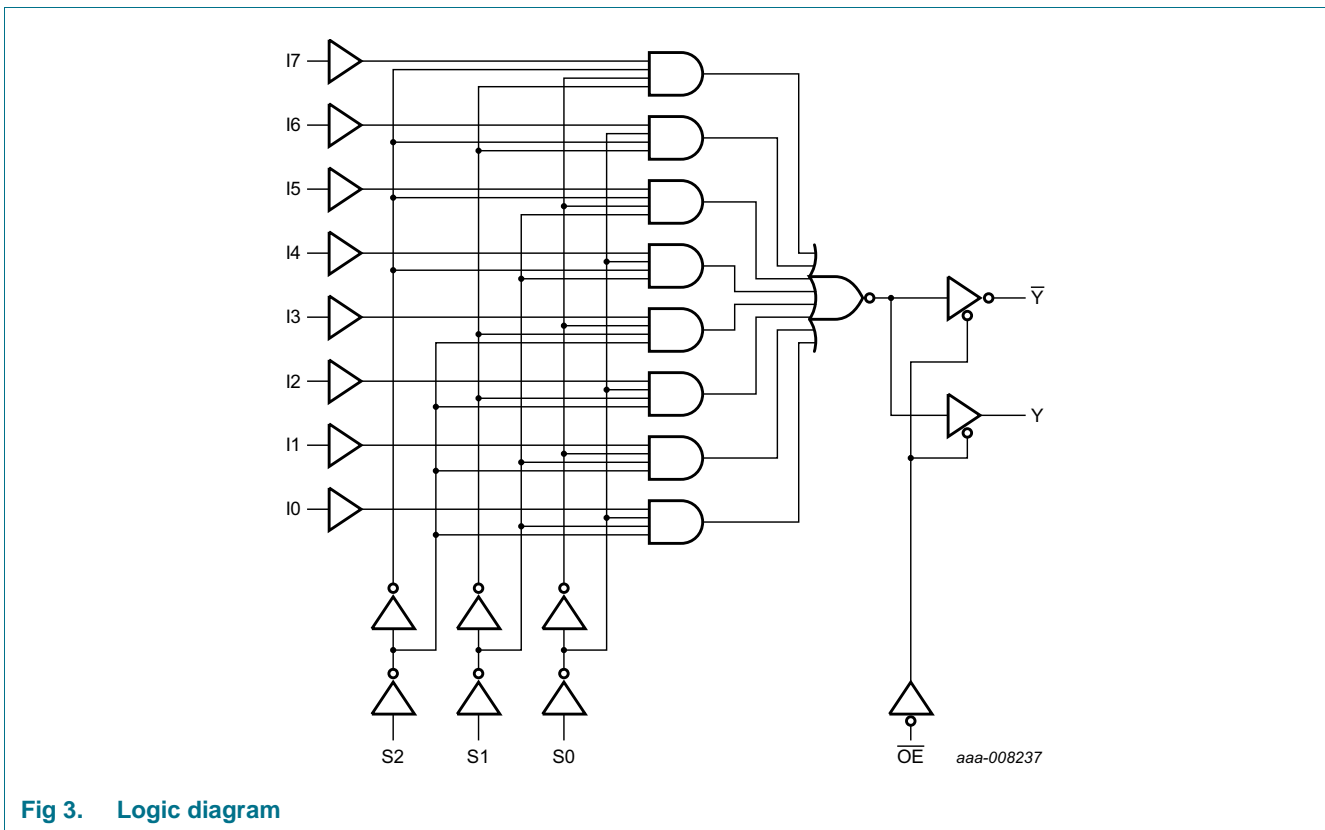 I7
I6
I5
I4
I3
I2
I1
I0
Y̅
Y
S2
S1
S0
O̅E̅
aaa-008237
Fig 3. Logic diagram